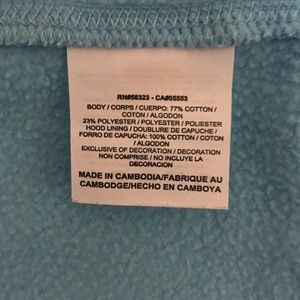 RN#56323 - CA#05553
BODY / CORPS / CUERPO: 77% COTTON /
COTON / ALGODON
23% POLYESTER / POLYESTER / POLIESTER
HOOD LINING / DOUBLURE DE CAPUCHE /
FORRO DE CAPUCHA: 100% COTTON /
COTON / ALGODON
EXCLUSIVE OF DECORATION / DECORATION
NON COMPRISE / NO INCLUYE LA
DECORACION
MADE IN CAMBODIA/FABRIQUE AU
CAMBODGE/HECHO EN CAMBOYA